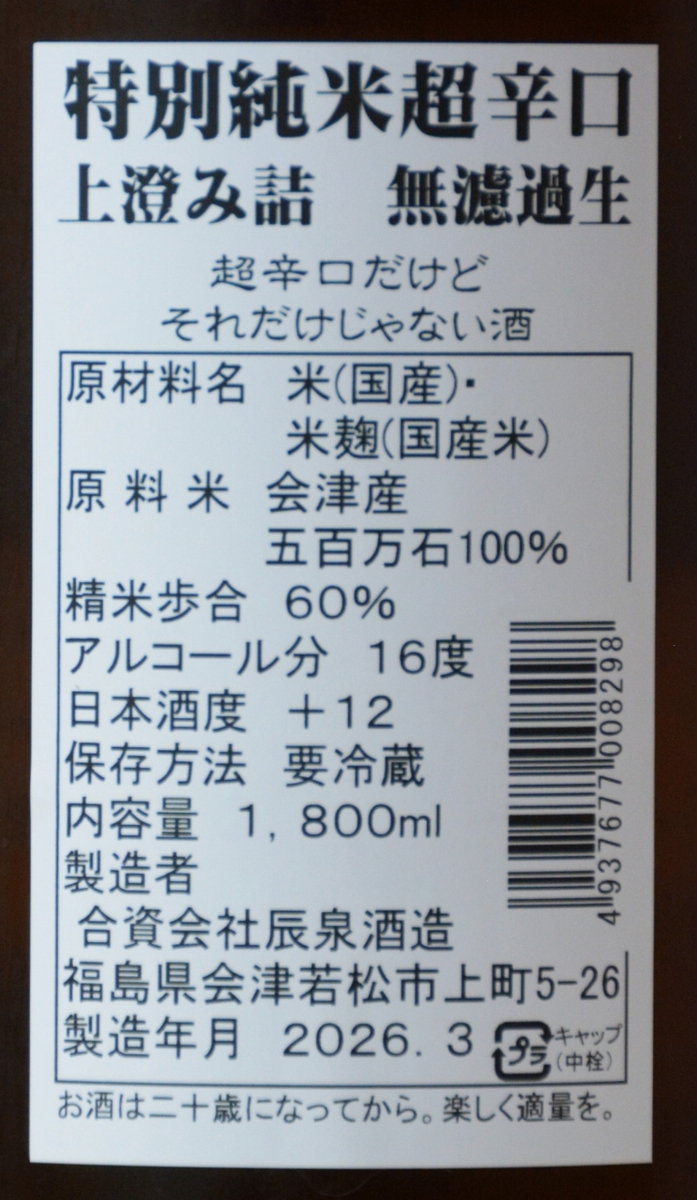 特別純米超辛口
上澄み詰　無濾過生
超辛口だけど
それだけじゃない酒
原材料名　米(国産)・
米麹(国産米)
原料米　会津産
五百万石100%
精米歩合　60%
アルコール分　16度
日本酒度　+12
保存方法　要冷蔵
内容量　1,800ml
製造者
合資会社辰泉酒造
福島県会津若松市上町5-26
製造年月　2026.3
プラ
キャップ
(中栓)
4937677008298
お酒は二十歳になってから。楽しく適量を。